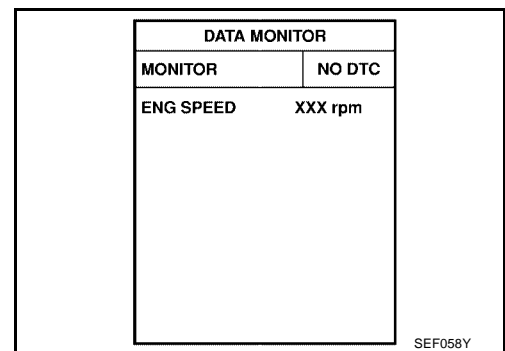 DATA MONITOR
MONITOR NO DTC
ENG SPEED XXX rpm
SEF058Y